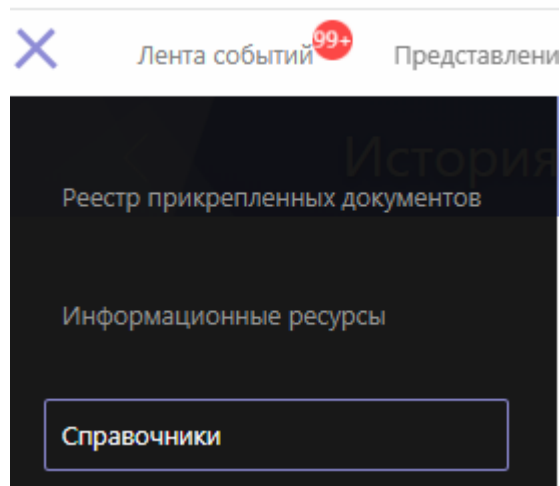 Лента событий 99+ Представлени
История
Реестр прикрепленных документов
Информационные ресурсы
Справочники